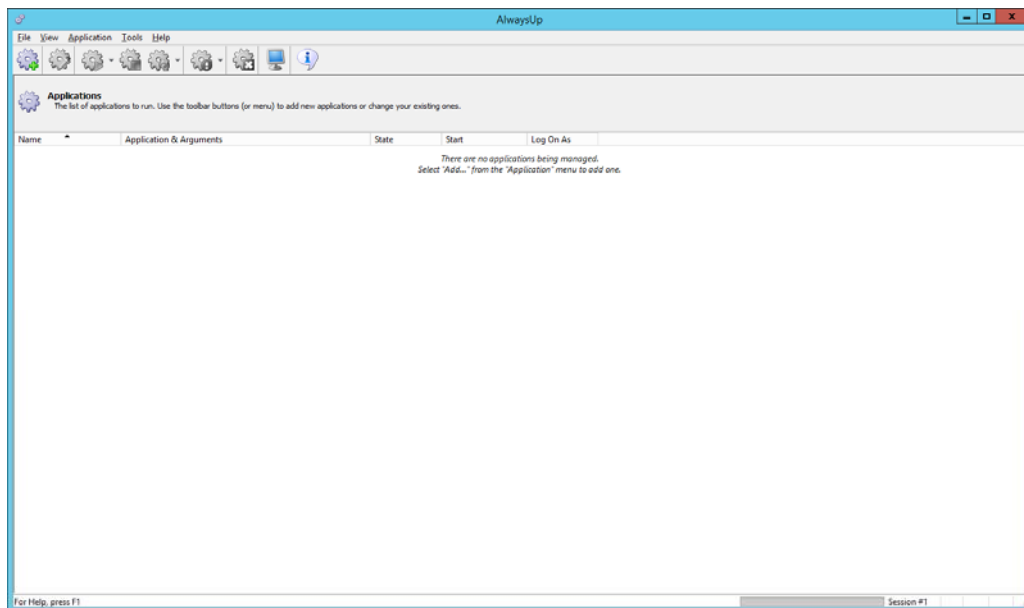 AlwaysUp
File View Application Tools Help
Applications
The list of applications to run. Use the toolbar buttons (or menu) to add new applications or change your existing ones.
Name Application & Arguments State Start Log On As
There are no applications being managed.
Select "Add..." from the "Application" menu to add one.
For Help, press F1 Session #1